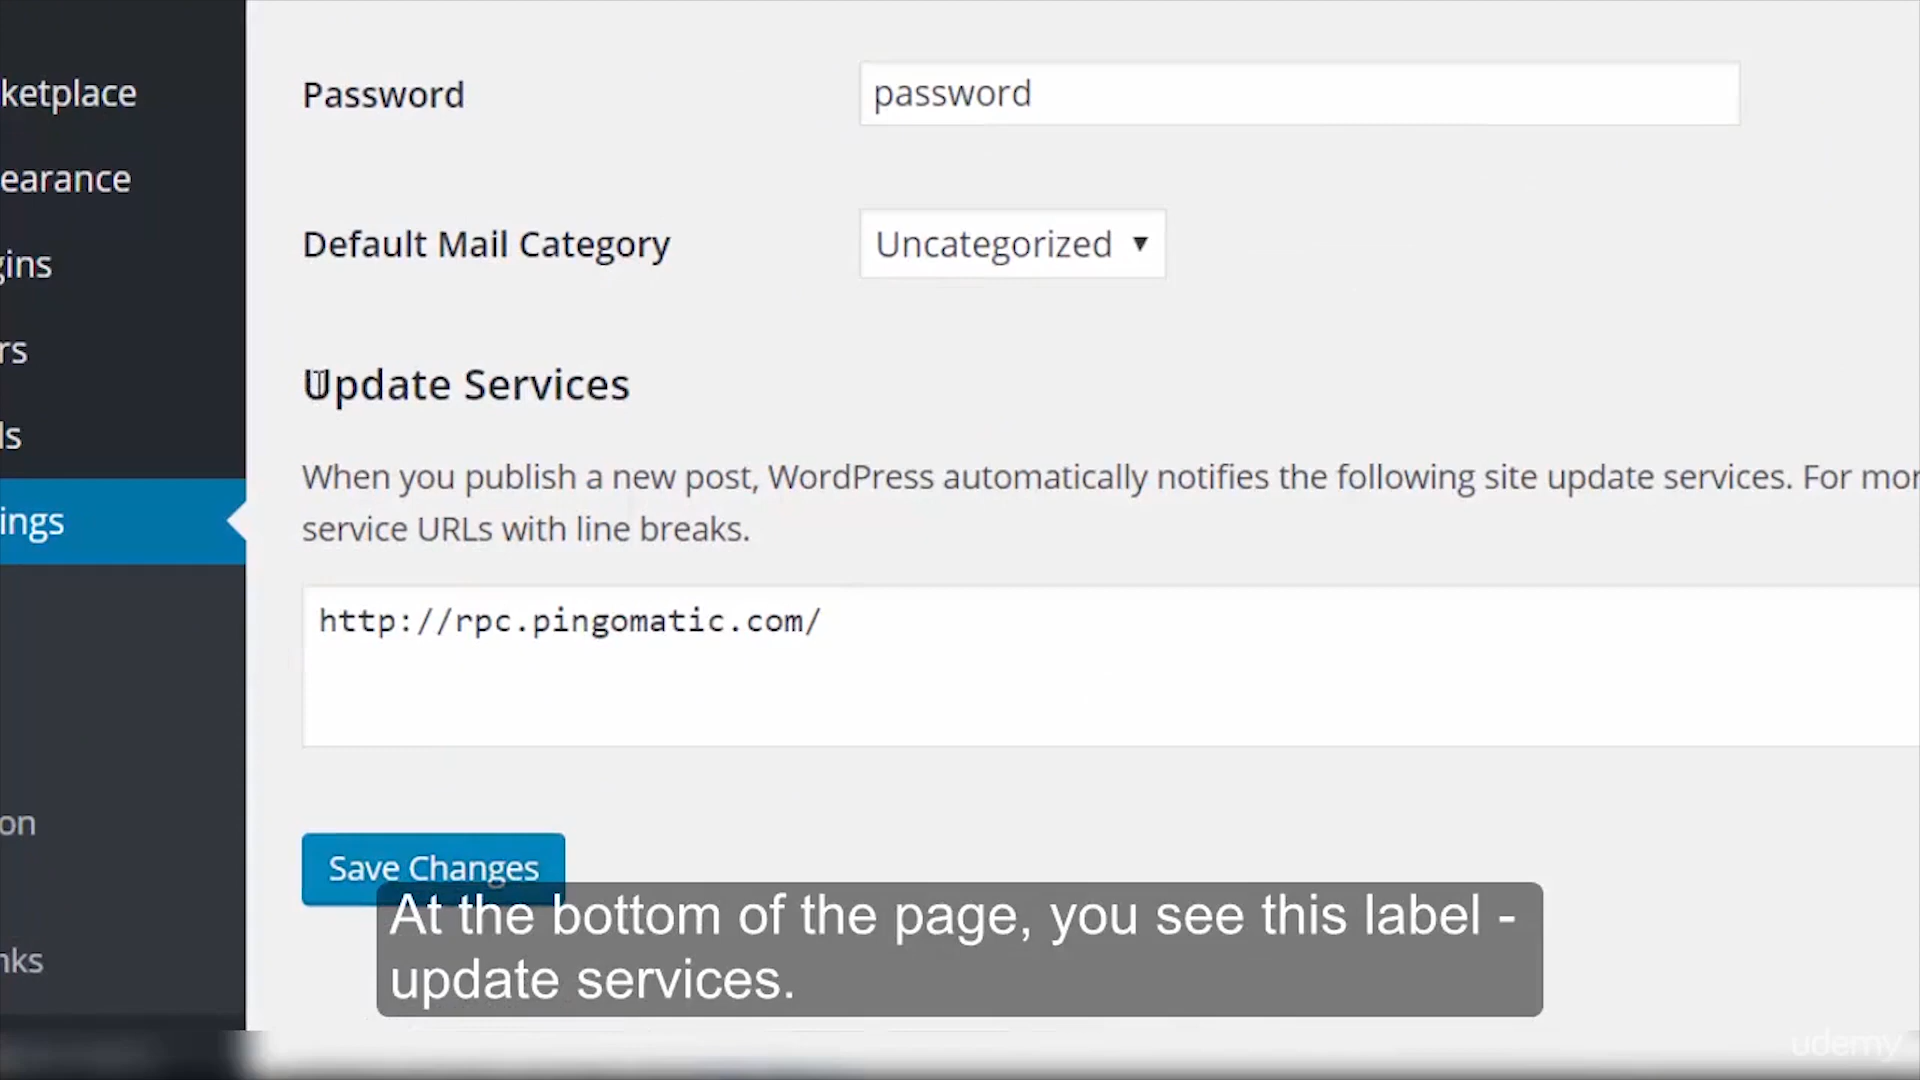 ketplace
earance
gins
rs
ls
ings
on
nks
Password
password
Default Mail Category
Uncategorized
Update Services
When you publish a new post, WordPress automatically notifies the following site update services. For mor
service URLs with line breaks.
http://rpc.pingomatic.com/
Save Changes
At the bottom of the page, you see this label -
update services.
udemy